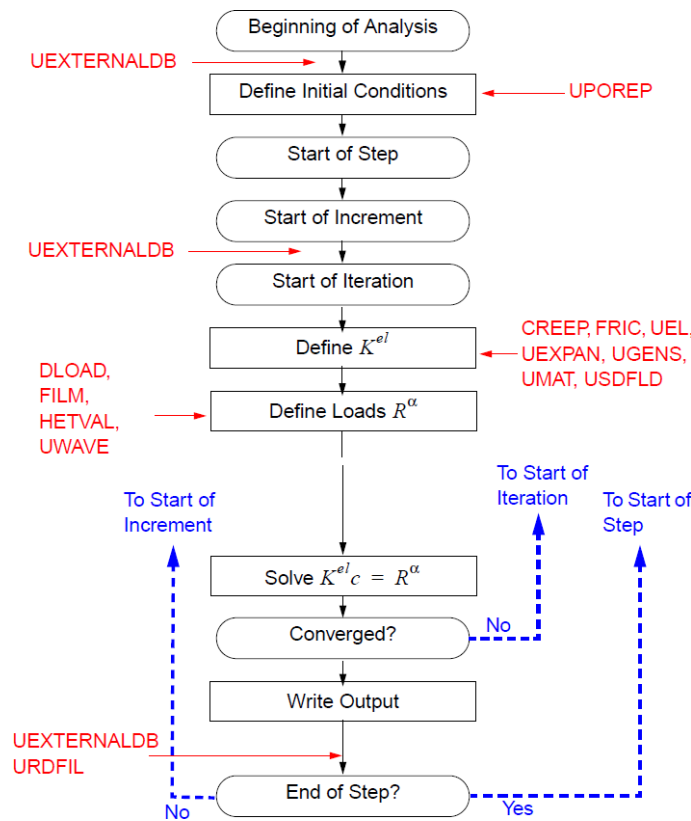 Beginning of Analysis
UEXTERNALDB
Define Initial Conditions
UPOREP
Start of Step
Start of Increment
UEXTERNALDB
Start of Iteration
Define K^el
CREEP, FRIC, UEL,
UEXPAN, UGENS,
UMAT, USDFLD
DLOAD,
FILM,
HETVAL,
UWAVE
Define Loads R^α
To Start of
Increment
To Start of
Iteration
To Start of
Step
Solve K^el c = R^α
Converged?
No
Write Output
UEXTERNALDB
URDFIL
End of Step?
No
Yes